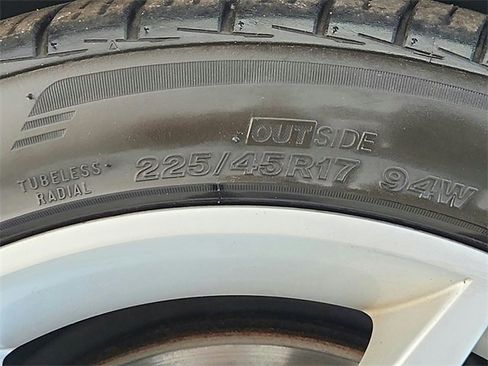 OUTSIDE
TUBELESS
RADIAL
225/45R17 94W